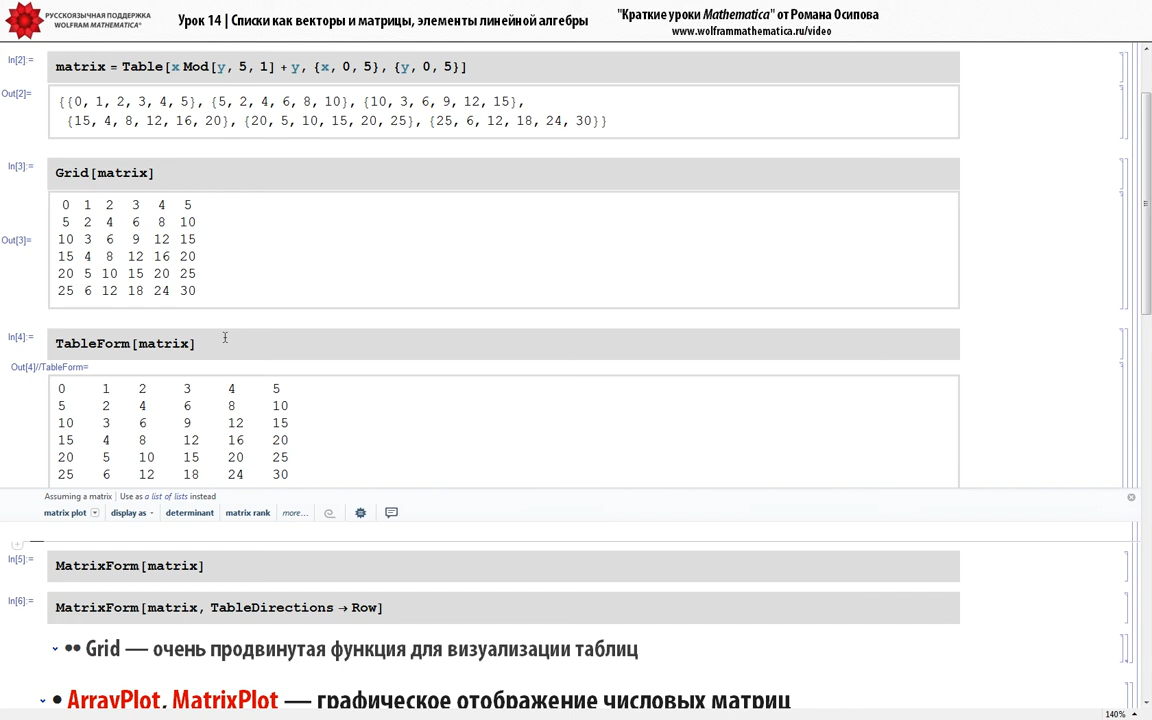 РУССКОЯЗЫЧНАЯ ПОДДЕРЖКА
WOLFRAM MATHEMATICA®
Урок 14 | Списки как векторы и матрицы, элементы линейной алгебры
"Краткие уроки Mathematica" от Романа Осипова
www.wolframmathematica.ru/video
In[2]:= matrix = Table[x Mod[y, 5, 1] + y, {x, 0, 5}, {y, 0, 5}]
Out[2]= {{0, 1, 2, 3, 4, 5}, {5, 2, 4, 6, 8, 10}, {10, 3, 6, 9, 12, 15},
{15, 4, 8, 12, 16, 20}, {20, 5, 10, 15, 20, 25}, {25, 6, 12, 18, 24, 30}}
In[3]:= Grid[matrix]
0 1 2 3 4 5
5 2 4 6 8 10
Out[3]= 10 3 6 9 12 15
15 4 8 12 16 20
20 5 10 15 20 25
25 6 12 18 24 30
In[4]:= TableForm[matrix]
Out[4]//TableForm=
0 1 2 3 4 5
5 2 4 6 8 10
10 3 6 9 12 15
15 4 8 12 16 20
20 5 10 15 20 25
25 6 12 18 24 30
Assuming a matrix | Use as a list of lists instead
matrix plot display as determinant matrix rank more...
In[5]:= MatrixForm[matrix]
In[6]:= MatrixForm[matrix, TableDirections → Row]
•• Grid — очень продвинутая функция для визуализации таблиц
• ArrayPlot, MatrixPlot — графическое отображение числовых матриц
140%